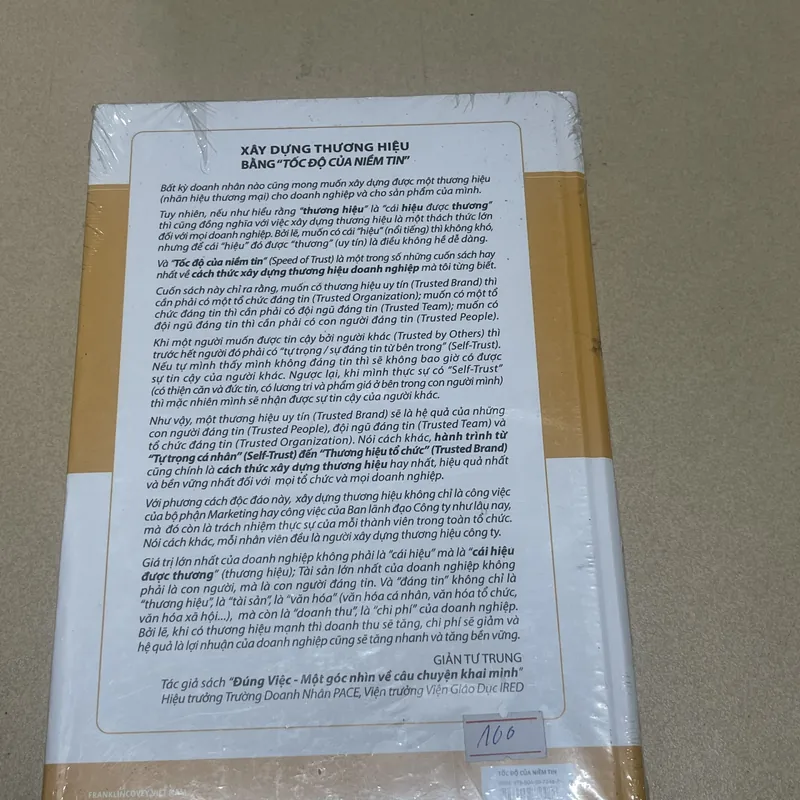 XÂY DỰNG THƯƠNG HIỆU
BẰNG “TỐC ĐỘ CỦA NIỀM TIN”
Bất kỳ doanh nhân nào cũng mong muốn xây dựng được một thương hiệu
(nhãn hiệu thương mại) cho doanh nghiệp và cho sản phẩm của mình.
Tuy nhiên, nếu như hiểu rằng “thương hiệu” là “cái hiệu được thương”
thì cũng đồng nghĩa với việc xây dựng thương hiệu là một thách thức lớn
đối với mọi doanh nghiệp. Bởi lẽ, muốn có cái “hiệu” (nổi tiếng) thì không khó,
nhưng để cái “hiệu” đó được “thương” (uy tín) là điều không hề dễ dàng.
Và “Tốc độ của niềm tin” (Speed of Trust) là một trong số những cuốn sách hay
nhất về cách thức xây dựng thương hiệu doanh nghiệp mà tôi từng biết.
Cuốn sách này chỉ ra rằng, muốn có thương hiệu uy tín (Trusted Brand) thì
cần phải có một tổ chức đáng tin (Trusted Organization); muốn có một tổ
chức đáng tin thì cần phải có đội ngũ đáng tin (Trusted Team); muốn có
đội ngũ đáng tin thì cần phải có con người đáng tin (Trusted People).
Khi một người muốn được tin cậy bởi người khác (Trusted by Others) thì
trước hết người đó phải có “tự trọng / sự đáng tin từ bên trong” (Self-Trust).
Nếu tự mình thấy mình không đáng tin thì sẽ không bao giờ có được
sự tin cậy của người khác. Ngược lại, khi mình thực sự có “Self-Trust”
(có thiện căn và đức tin, có lương tri và phẩm giá ở bên trong con người mình)
thì mặc nhiên mình sẽ nhận được sự tin cậy của người khác.
Như vậy, một thương hiệu uy tín (Trusted Brand) sẽ là hệ quả của những
con người đáng tin (Trusted People), đội ngũ đáng tin (Trusted Team) và
tổ chức đáng tin (Trusted Organization). Nói cách khác, hành trình từ
“Tự trọng cá nhân” (Self-Trust) đến “Thương hiệu tổ chức” (Trusted Brand)
cũng chính là cách thức xây dựng thương hiệu hay nhất, hiệu quả nhất
và bền vững nhất đối với mọi tổ chức và mọi doanh nghiệp.
Với phương cách độc đáo này, xây dựng thương hiệu không chỉ là công việc
của bộ phận Marketing hay công việc của Ban lãnh đạo Công ty như lâu nay,
mà đó còn là trách nhiệm thực sự của mỗi thành viên trong toàn tổ chức.
Nói cách khác, mỗi nhân viên đều là người xây dựng thương hiệu công ty.
Giá trị lớn nhất của doanh nghiệp không phải là “cái hiệu” mà là “cái hiệu
được thương” (thương hiệu); Tài sản lớn nhất của doanh nghiệp không
phải là con người, mà là con người đáng tin. Và “đáng tin” không chỉ là
“thương hiệu”, là “tài sản”, là “văn hóa” (văn hóa cá nhân, văn hóa tổ chức,
văn hóa xã hội...), mà còn là “doanh thu”, là “chi phí” của doanh nghiệp.
Bởi lẽ, khi có thương hiệu mạnh thì doanh thu sẽ tăng, chi phí sẽ giảm và
hệ quả là lợi nhuận của doanh nghiệp cũng sẽ tăng nhanh và tăng bền vững.
GIẢN TƯ TRUNG
Tác giả sách “Đúng Việc - Một góc nhìn về câu chuyện khai minh”
Hiệu trưởng Trường Doanh Nhân PACE, Viện trưởng Viện Giáo Dục IRED
100
TỐC ĐỘ CỦA NIỀM TIN
FRANKLINCOVEY VIỆT NAM